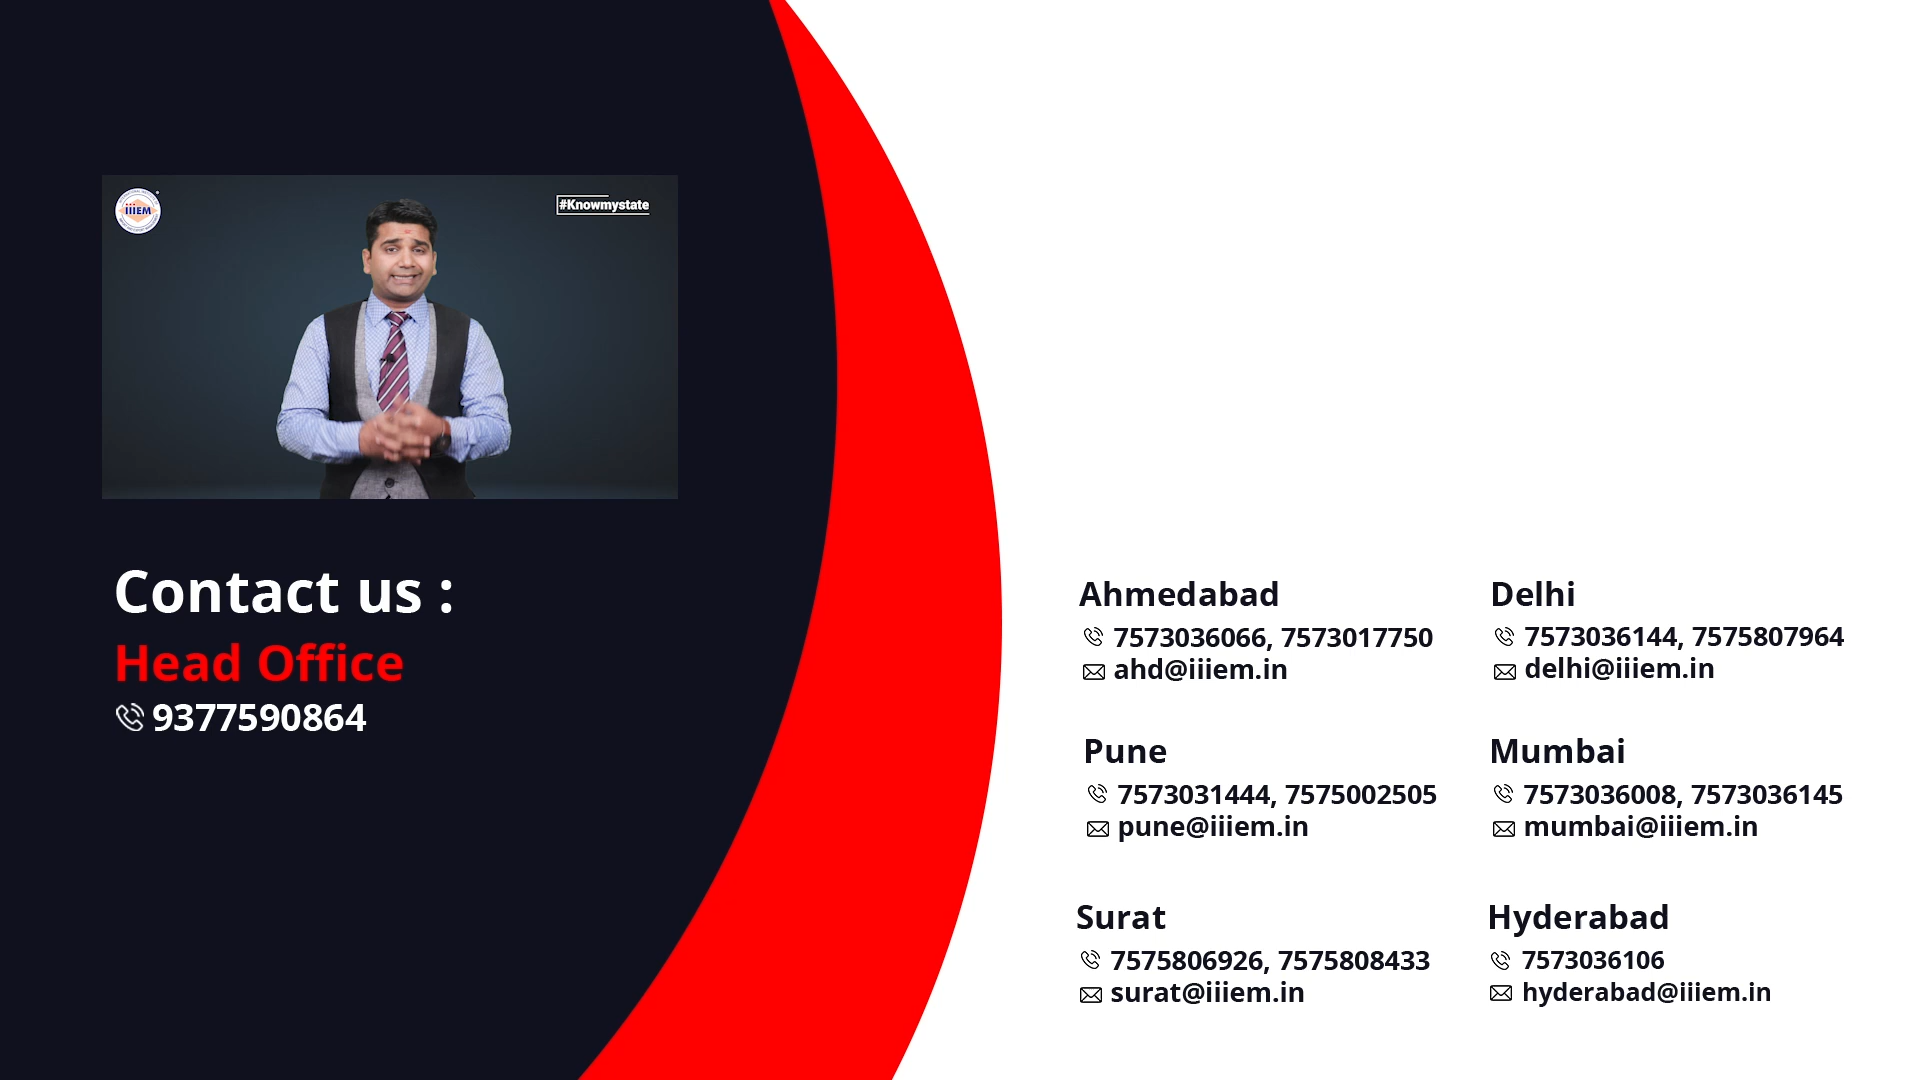 iiiEM
#Knowmystate
Contact us :
Head Office
9377590864
Ahmedabad
7573036066, 7573017750
ahd@iiiem.in
Delhi
7573036144, 7575807964
delhi@iiiem.in
Pune
7573031444, 7575002505
pune@iiiem.in
Mumbai
7573036008, 7573036145
mumbai@iiiem.in
Surat
7575806926, 7575808433
surat@iiiem.in
Hyderabad
7573036106
hyderabad@iiiem.in